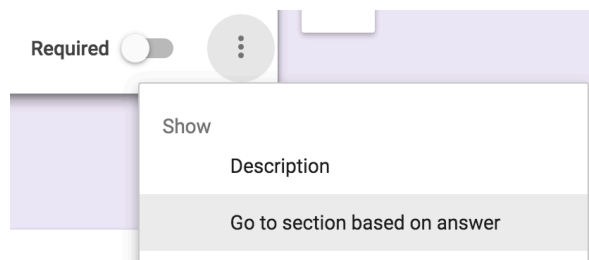 Required
Show
Description
Go to section based on answer